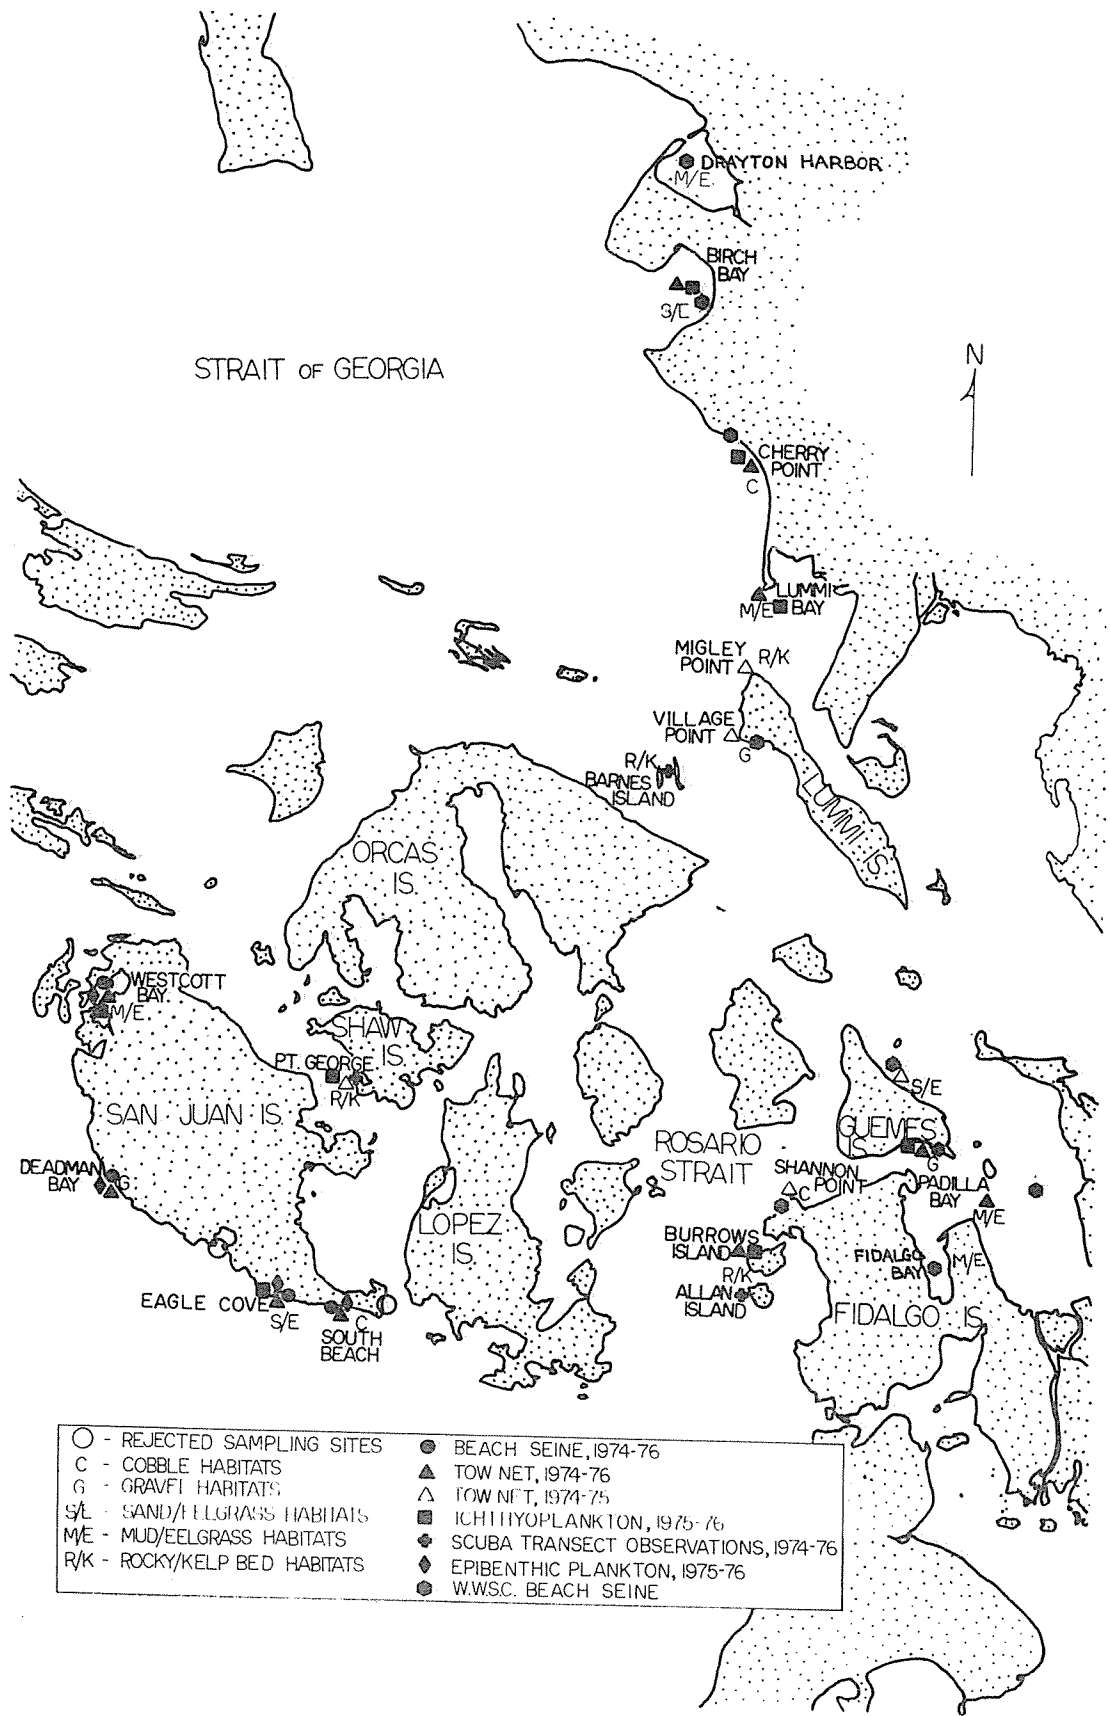 DRAYTON HARBOR
M/E
BIRCH
BAY
S/E
STRAIT OF GEORGIA
N
CHERRY
POINT
C
LUMMI
M/E BAY
MIGLEY
POINT
R/K
VILLAGE
POINT
G
R/K
BARNES
ISLAND
LUMMI IS.
ORCAS
IS.
WESTCOTT
BAY
M/E
SHAW
IS.
PT. GEORGE
R/K
SAN JUAN IS.
S/E
GUEMES
IS.
G
ROSARIO
STRAIT
SHANNON
POINT
C
PADILLA
BAY
M/E
DEADMAN
BAY
G
LOPEZ
IS.
BURROWS
ISLAND
R/K
FIDALGO
BAY
M/E
ALLAN
ISLAND
FIDALGO IS.
EAGLE COVE
S/E
C
SOUTH
BEACH
- REJECTED SAMPLING SITES
C - COBBLE HABITATS
G - GRAVEL HABITATS
S/E - SAND/EELGRASS HABITATS
M/E - MUD/EELGRASS HABITATS
R/K - ROCKY/KELP BED HABITATS
BEACH SEINE, 1974-76
TOW NET, 1974-76
TOW NET, 1974-75
ICHTHYOPLANKTON, 1975-76
SCUBA TRANSECT OBSERVATIONS, 1974-76
EPIBENTHIC PLANKTON, 1975-76
W.W.S.C. BEACH SEINE